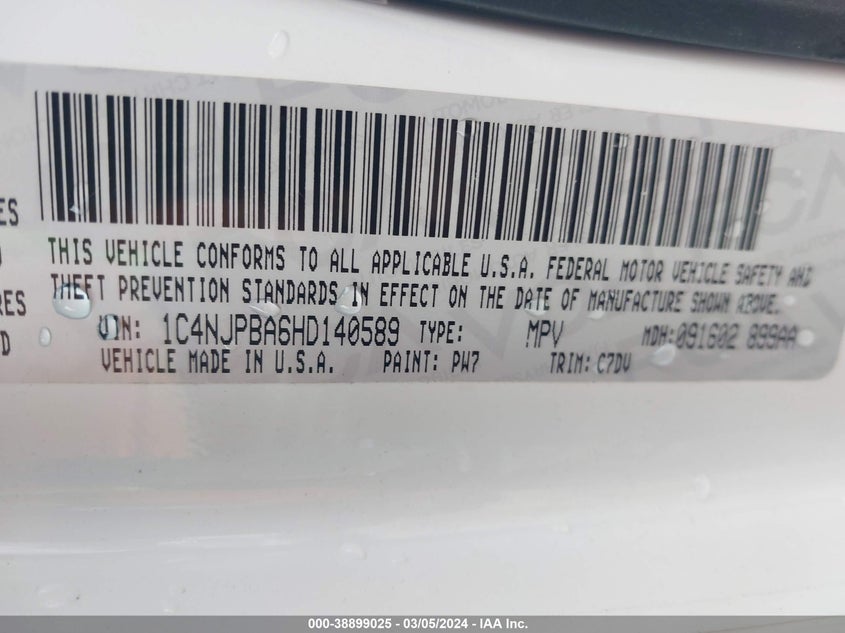 ES
THIS VEHICLE CONFORMS TO ALL APPLICABLE U.S.A. FEDERAL MOTOR VEHICLE SAFETY AND
RES THEFT PREVENTION STANDARDS IN EFFECT ON THE DATE OF MANUFACTURE SHOWN ABOVE.
D VIN: 1C4NJPBA6HD140589 TYPE: MPV MDH:091602 899AA
VEHICLE MADE IN U.S.A. PAINT: PW7 TRIM: C7DV
000-38899025 - 03/05/2024 - IAA Inc.